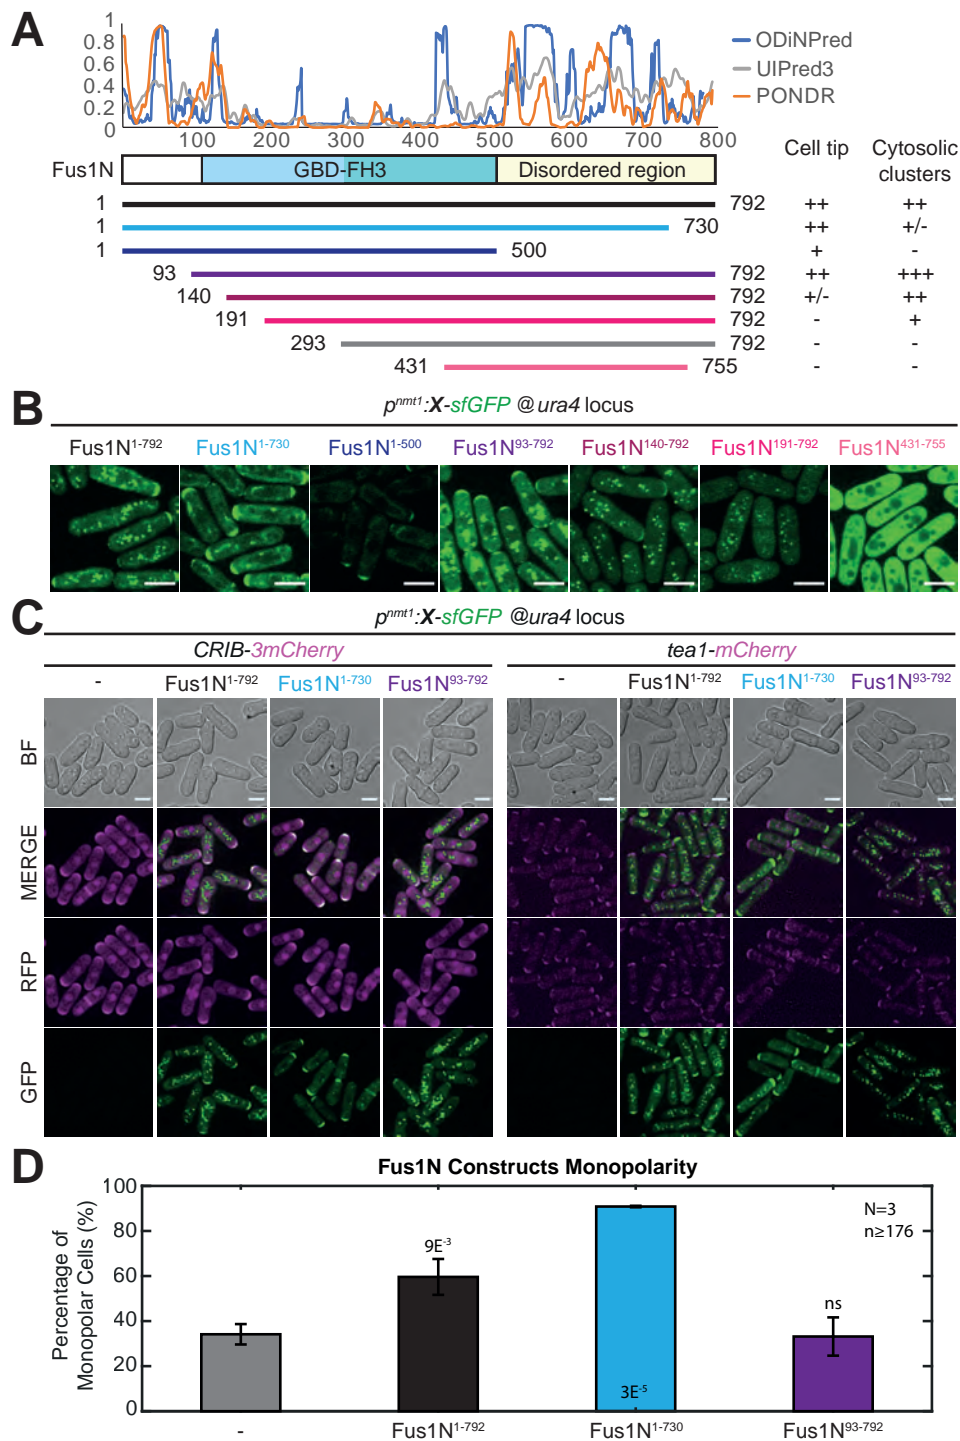 A
1
0.8
0.6
0.4
0.2
0
100 200 300 400 500 600 700 800
ODiNPred
UIPred3
PONDR
Cell tip
Cytosolic clusters
Fus1N GBD-FH3 Disordered region
1 792 ++ ++
1 730 ++ +/-
1 500 + -
93 792 ++ +++
140 792 +/- ++
191 792 - +
293 792 - -
431 755 - -
B
pnmt1:X-sfGFP @ura4 locus
Fus1N1-792 Fus1N1-730 Fus1N1-500 Fus1N93-792 Fus1N140-792 Fus1N191-792 Fus1N431-755
C
pnmt1:X-sfGFP @ura4 locus
CRIB-3mCherry tea1-mCherry
- Fus1N1-792 Fus1N1-730 Fus1N93-792 - Fus1N1-792 Fus1N1-730 Fus1N93-792
BF
MERGE
RFP
GFP
D
Fus1N Constructs Monopolarity
Percentage of
Monopolar Cells (%)
100
80
60
40
20
0
N=3
n≥176
9E-3
3E-5
ns
- Fus1N1-792 Fus1N1-730 Fus1N93-792